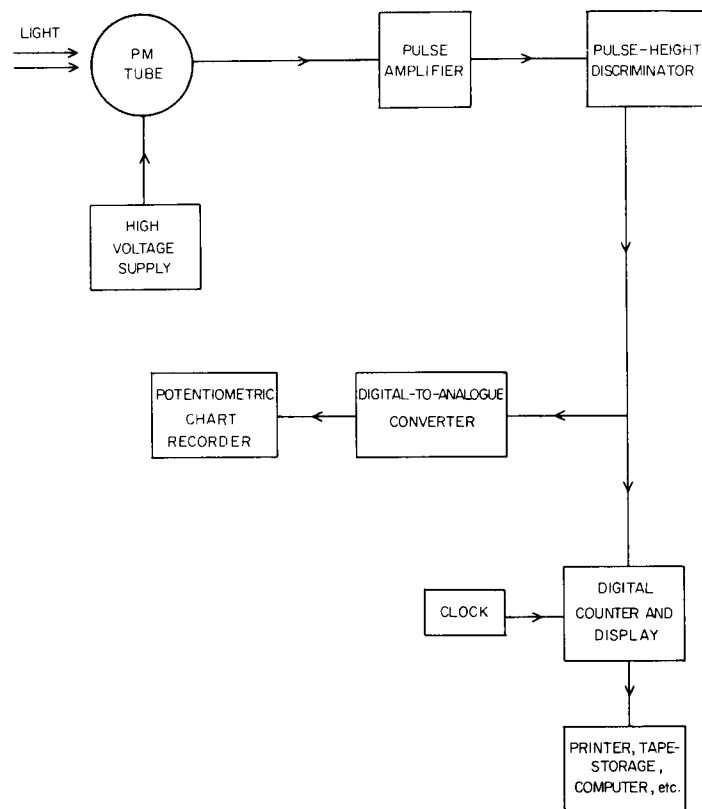 LIGHT
PM
TUBE
PULSE
AMPLIFIER
PULSE-HEIGHT
DISCRIMINATOR
HIGH
VOLTAGE
SUPPLY
POTENTIOMETRIC
CHART
RECORDER
DIGITAL-TO-ANALOGUE
CONVERTER
CLOCK
DIGITAL
COUNTER AND
DISPLAY
PRINTER, TAPE-
STORAGE,
COMPUTER, etc.